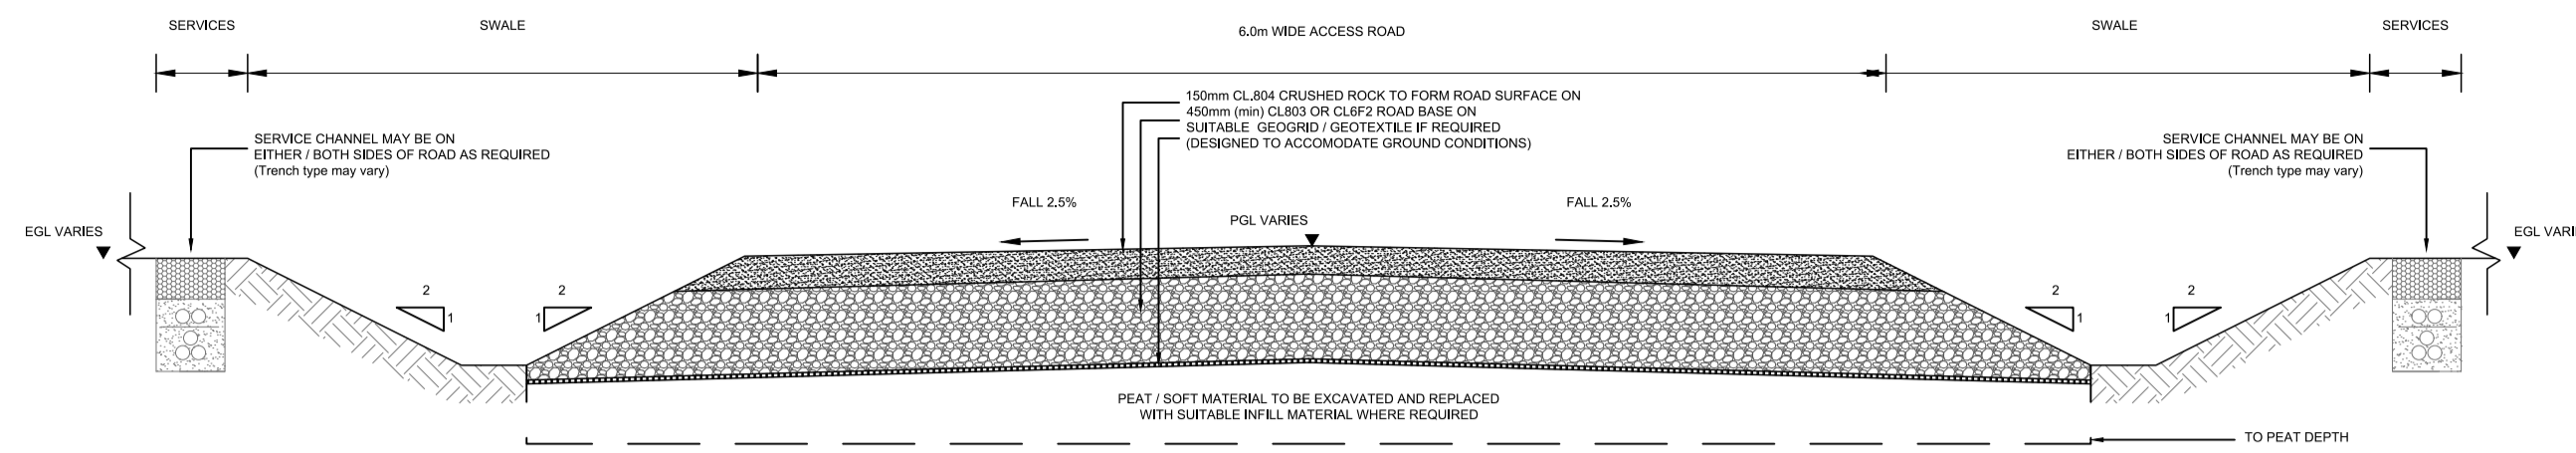 SERVICES
SWALE
6.0m WIDE ACCESS ROAD
SWALE
SERVICES
150mm CL.804 CRUSHED ROCK TO FORM ROAD SURFACE ON
450mm (min) CL803 OR CL6F2 ROAD BASE ON
SUITABLE GEOGRID / GEOTEXTILE IF REQUIRED
(DESIGNED TO ACCOMODATE GROUND CONDITIONS)
SERVICE CHANNEL MAY BE ON
EITHER / BOTH SIDES OF ROAD AS REQUIRED
(Trench type may vary)
SERVICE CHANNEL MAY BE ON
EITHER / BOTH SIDES OF ROAD AS REQUIRED
(Trench type may vary)
FALL 2.5%
FALL 2.5%
EGL VARIES
PGL VARIES
EGL VARI
2
1
2
1
2
1
2
1
PEAT / SOFT MATERIAL TO BE EXCAVATED AND REPLACED
WITH SUITABLE INFILL MATERIAL WHERE REQUIRED
TO PEAT DEPTH